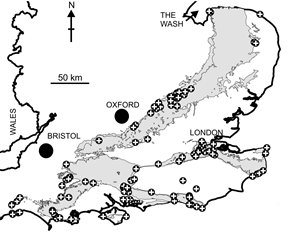 THE
WASH
N
50 km
OXFORD
WALES
BRISTOL
LONDON